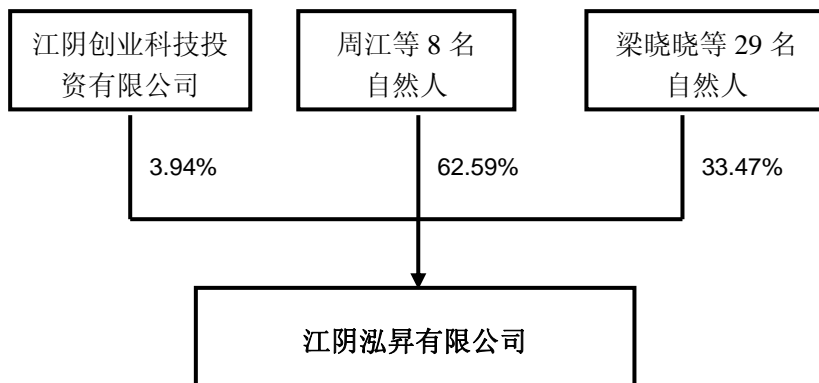 江阴创业科技投
资有限公司
周江等 8 名
自然人
梁晓晓等 29 名
自然人
3.94%
62.59%
33.47%
江阴泓昇有限公司